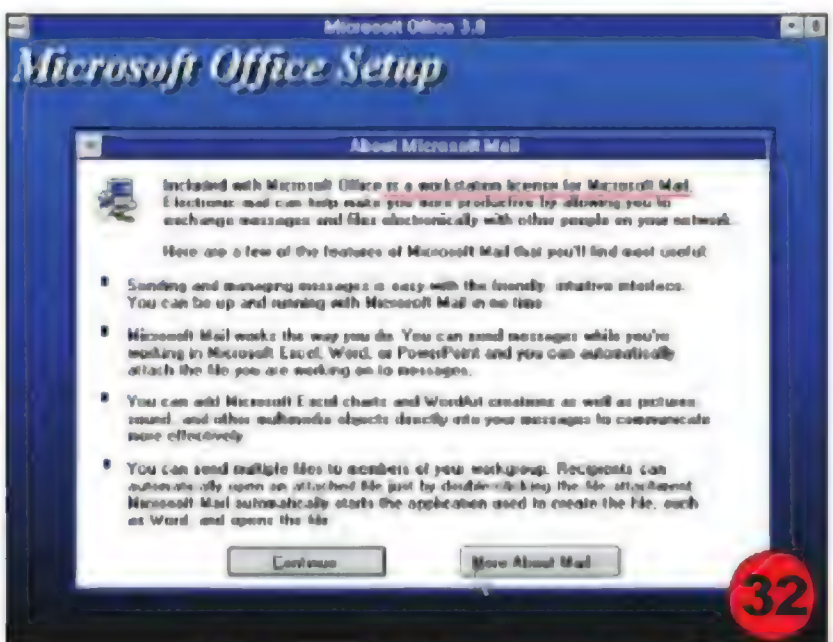 Microsoft Office 3.0
Microsoft Office Setup
About Microsoft Mail
Included with Microsoft Office is a workstation license for Microsoft Mail.
Electronic mail can help make you more productive by allowing you to
exchange messages and files electronically with other people on your network.
Here are a few of the features of Microsoft Mail that you'll find most useful:
Sending and managing messages is easy with the friendly, intuitive interface.
You can be up and running with Microsoft Mail in no time.
Microsoft Mail works the way you do. You can send messages while you're
working in Microsoft Excel, Word, or PowerPoint and you can automatically
attach the file you are working on to messages.
You can add Microsoft Excel charts and WordArt creations as well as pictures,
sound, and other multimedia objects directly into your messages to communicate
more effectively.
You can send multiple files to members of your workgroup. Recipients can
automatically open an attached file just by double-clicking the file attachment.
Microsoft Mail automatically starts the application used to create the file, such
as Word, and opens the file.
Continue
More About Mail
32